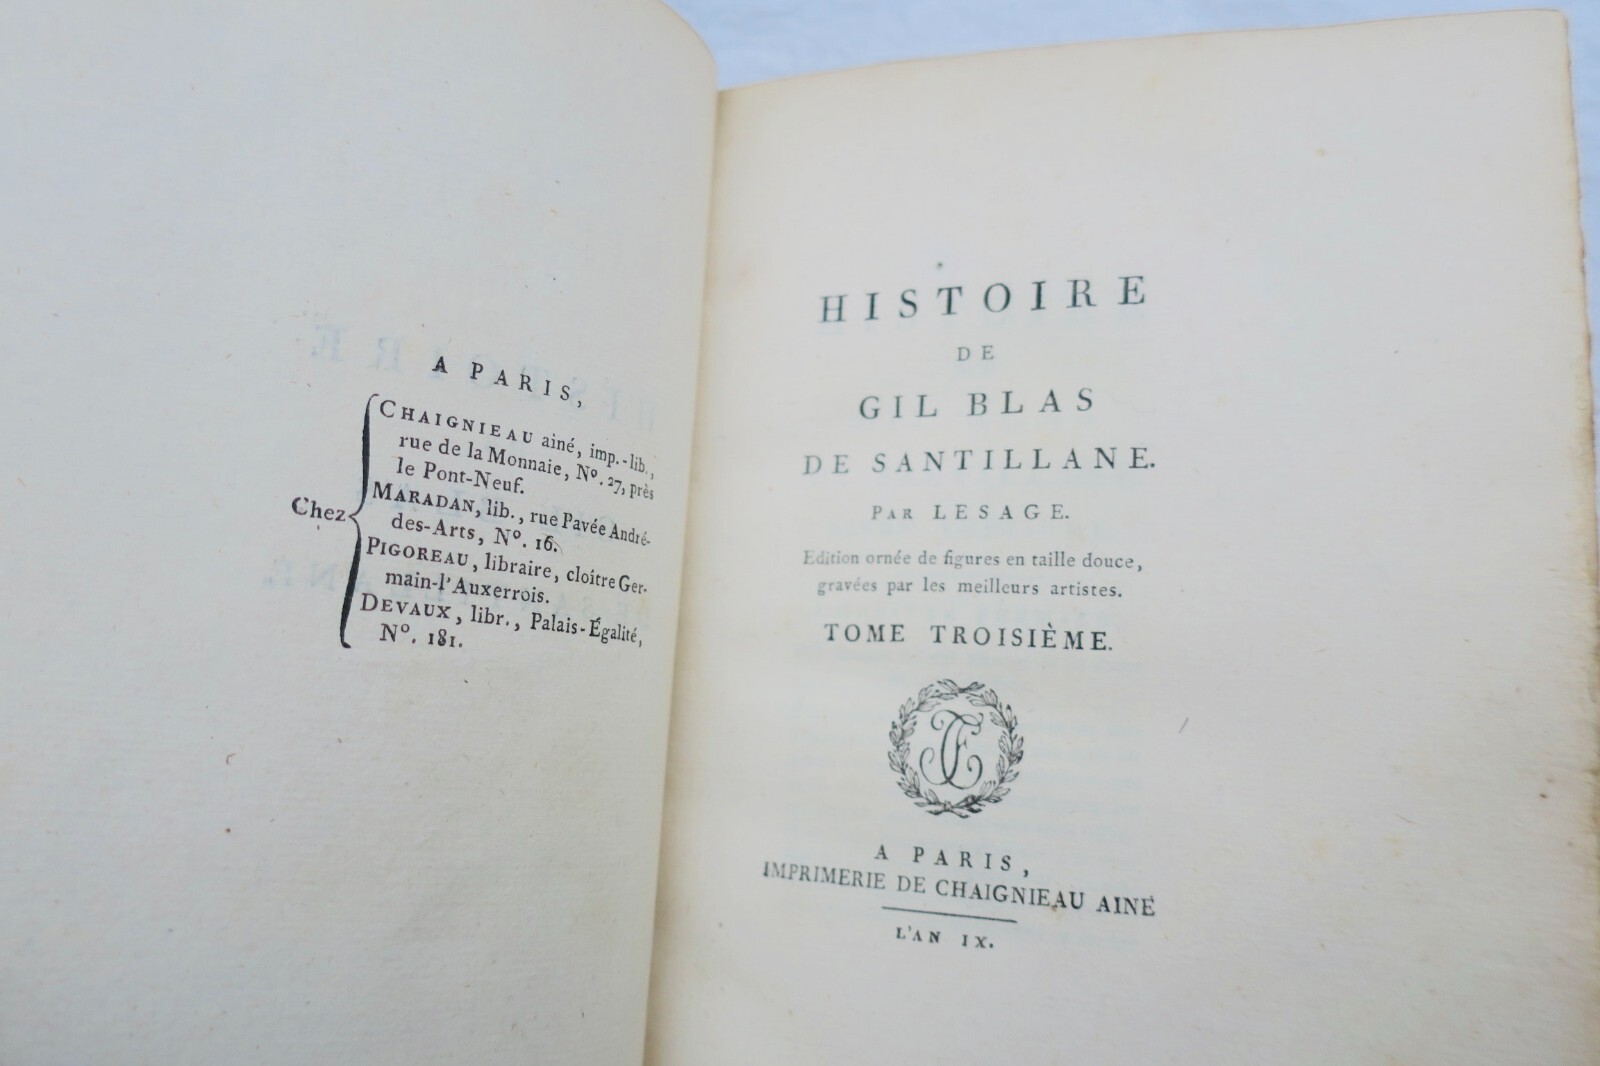 A PARIS,
Chez
CHAIGNIEAU ainé, imp.-lib.,
rue de la Monnaie, N°. 27, près
le Pont-Neuf.
MARADAN, lib., rue Pavée André-
des-Arts, N°. 16.
PIGOREAU, libraire, cloître Ger-
main-l'Auxerrois.
DEVAUX, libr., Palais-Égalité,
N°. 181.
HISTOIRE
DE
GIL BLAS
DE SANTILLANE.
PAR LESAGE.
Edition ornée de figures en taille douce,
gravées par les meilleurs artistes.
TOME TROISIÈME.
A PARIS,
IMPRIMERIE DE CHAIGNIEAU AINÉ
L'AN IX.